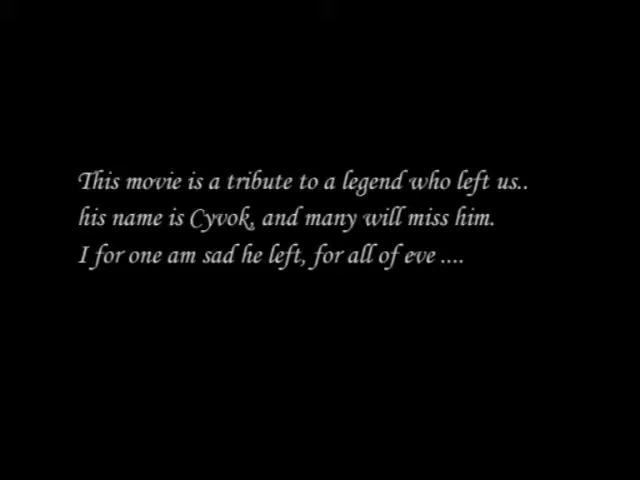 This movie is a tribute to a legend who left us..
his name is Cyvok, and many will miss him.
I for one am sad he left, for all of eve ....